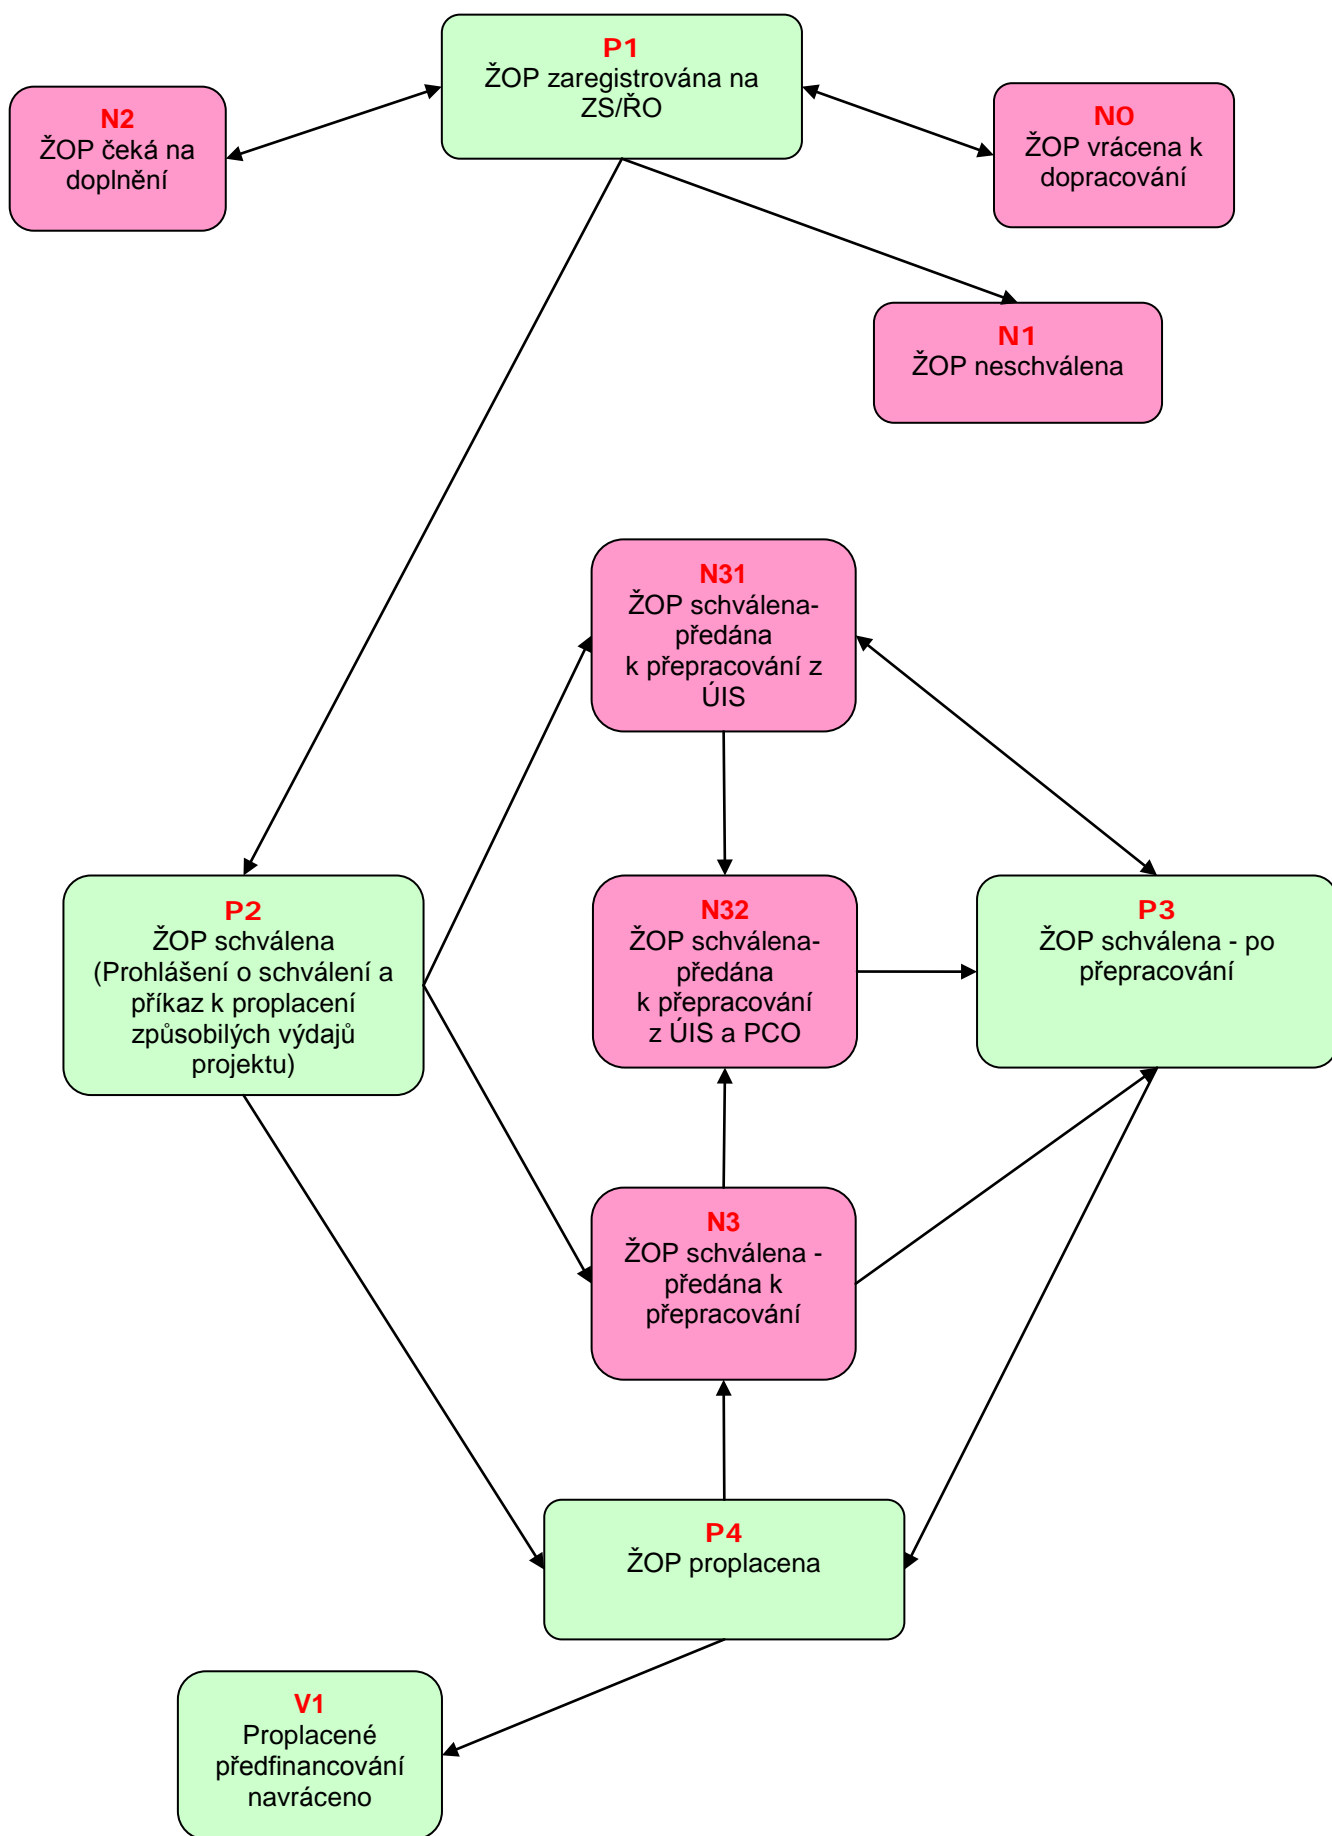 P1
ŽOP zaregistrována na
ZS/ŘO
N2
ŽOP čeká na
doplnění
N0
ŽOP vrácena k
dopracování
N1
ŽOP neschválena
N31
ŽOP schválena-
předána
k přepracování z
ÚIS
P2
ŽOP schválena
(Prohlášení o schválení a
příkaz k proplacení
způsobilých výdajů
projektu)
N32
ŽOP schválena-
předána
k přepracování
z ÚIS a PCO
P3
ŽOP schválena - po
přepracování
N3
ŽOP schválena -
předána k
přepracování
P4
ŽOP proplacena
V1
Proplacené
předfinancování
navráceno